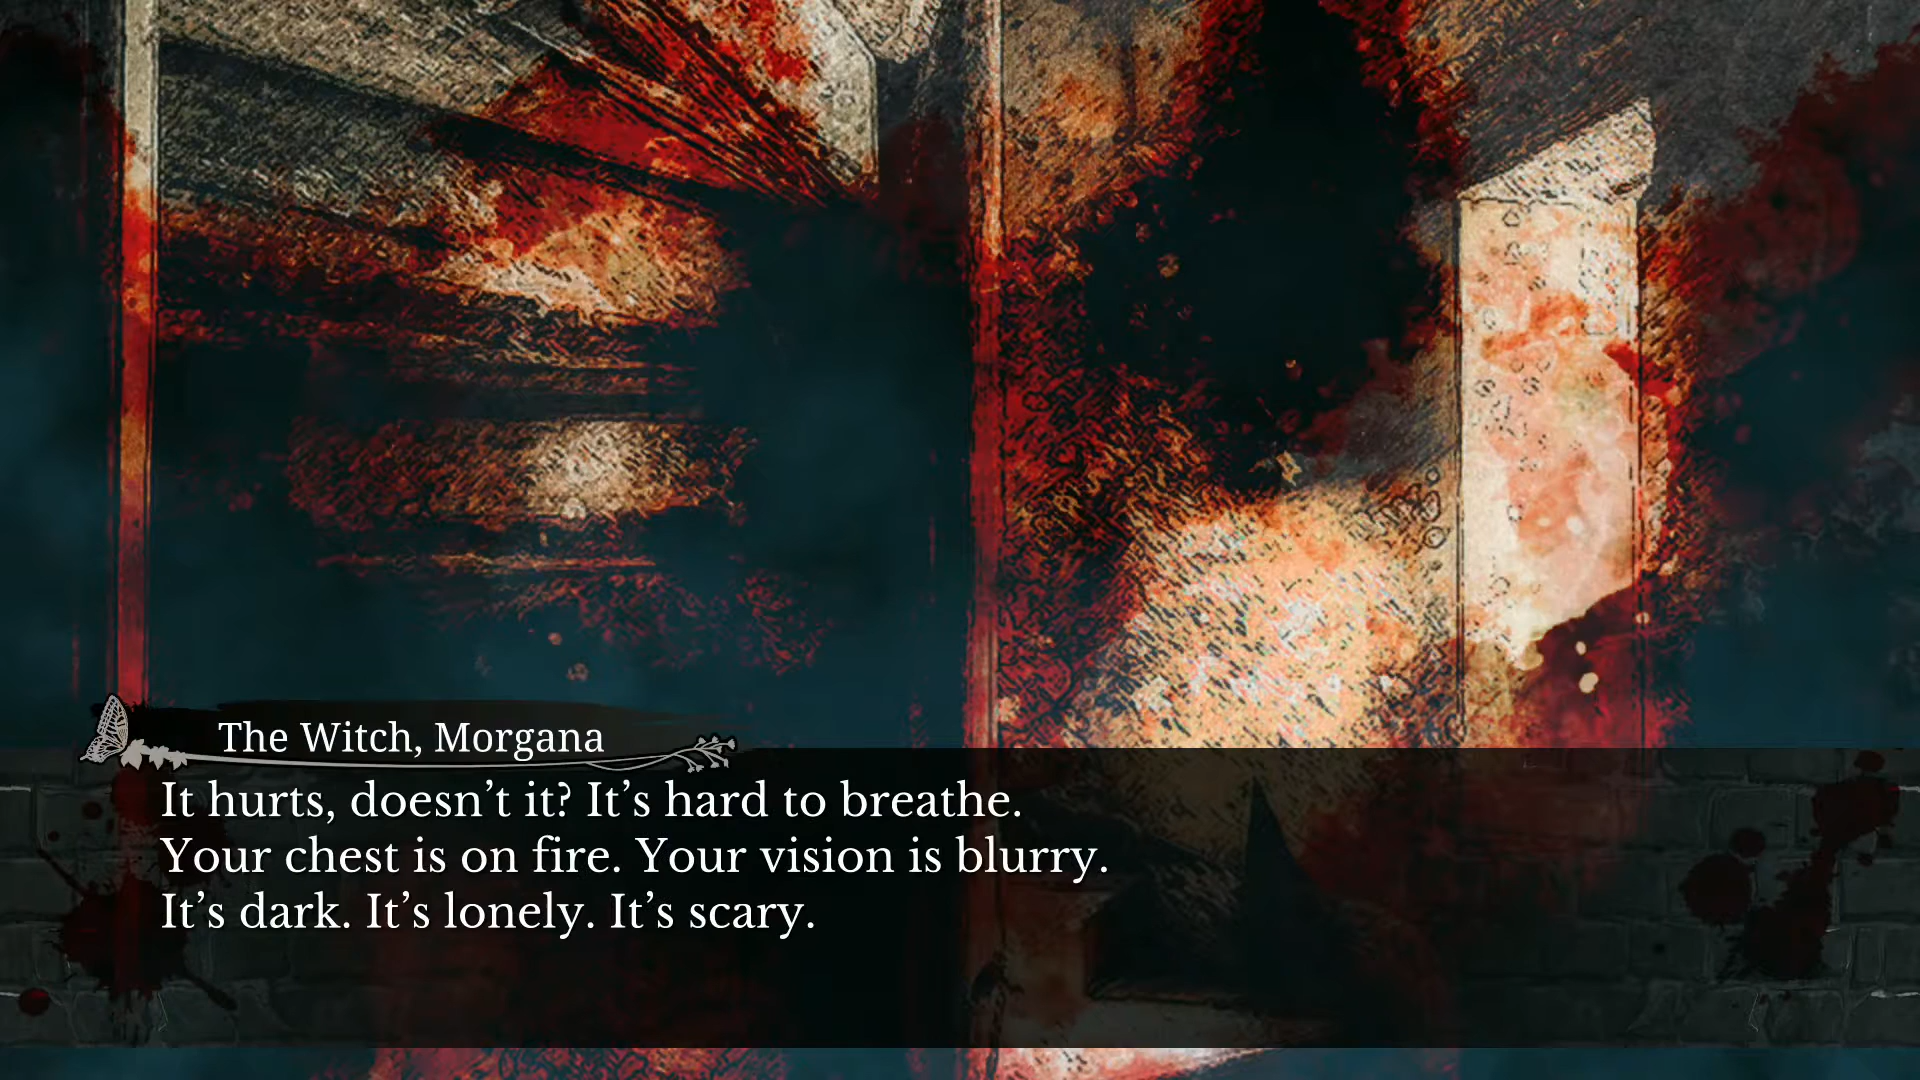 The Witch, Morgana
It hurts, doesn’t it? It’s hard to breathe.
Your chest is on fire. Your vision is blurry.
It’s dark. It’s lonely. It’s scary.